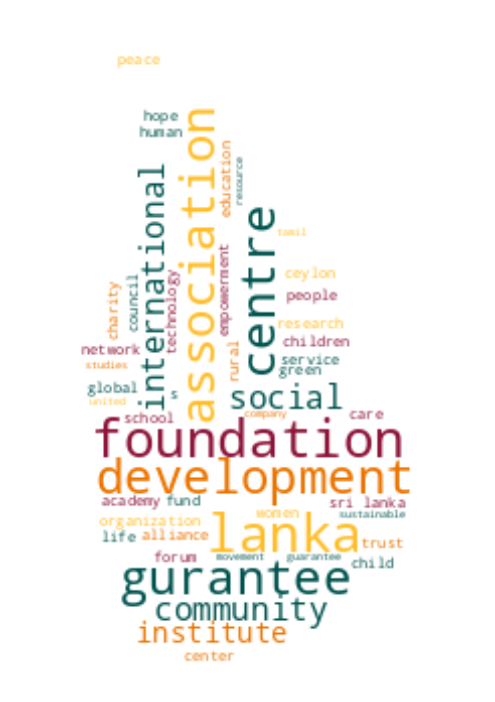 peace
hope
human
association
education
resource
international
centre
tamil
empowerment
ceylon
technology
council
people
charity
research
children
network
rural
service
studies
green
global
s
social
united
company
school
care
foundation
development
academy
fund
sri lanka
women
sustainable
organization
lanka
life
alliance
trust
forum
movement
guarantee
child
gurantee
community
institute
center